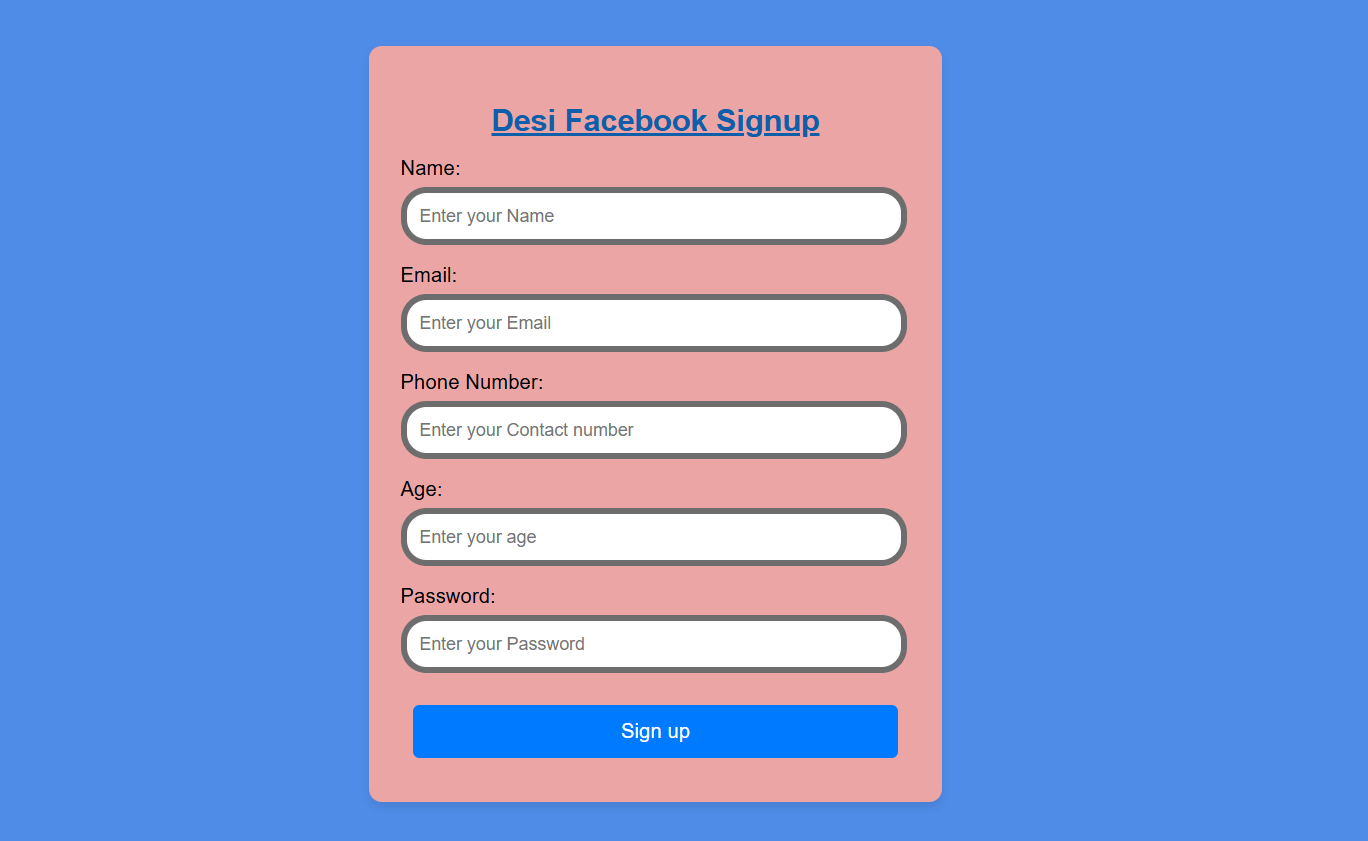 Desi Facebook Signup
Name:
Enter your Name
Email:
Enter your Email
Phone Number:
Enter your Contact number
Age:
Enter your age
Password:
Enter your Password
Sign up